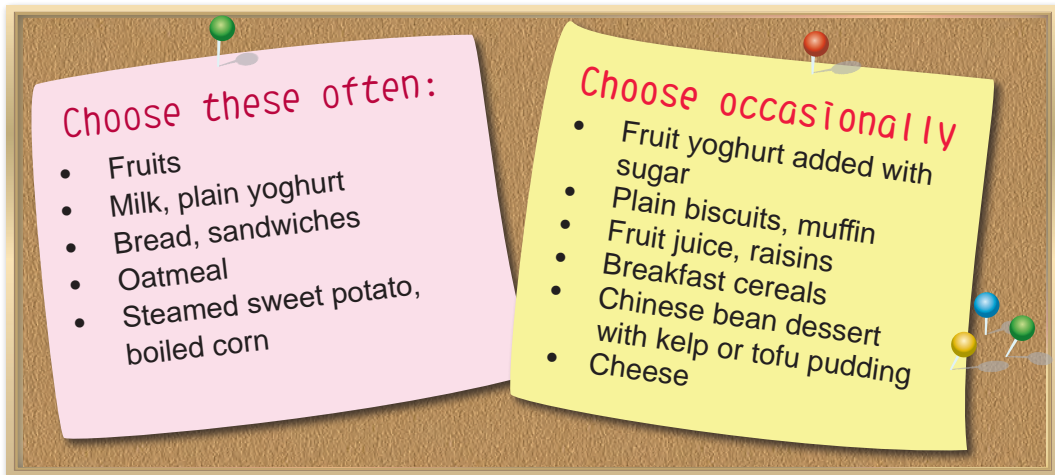 Choose these often:
• Fruits
• Milk, plain yoghurt
• Bread, sandwiches
• Oatmeal
• Steamed sweet potato,
boiled corn
Choose occasionally
• Fruit yoghurt added with
sugar
• Plain biscuits, muffin
• Fruit juice, raisins
• Breakfast cereals
• Chinese bean dessert
with kelp or tofu pudding
• Cheese